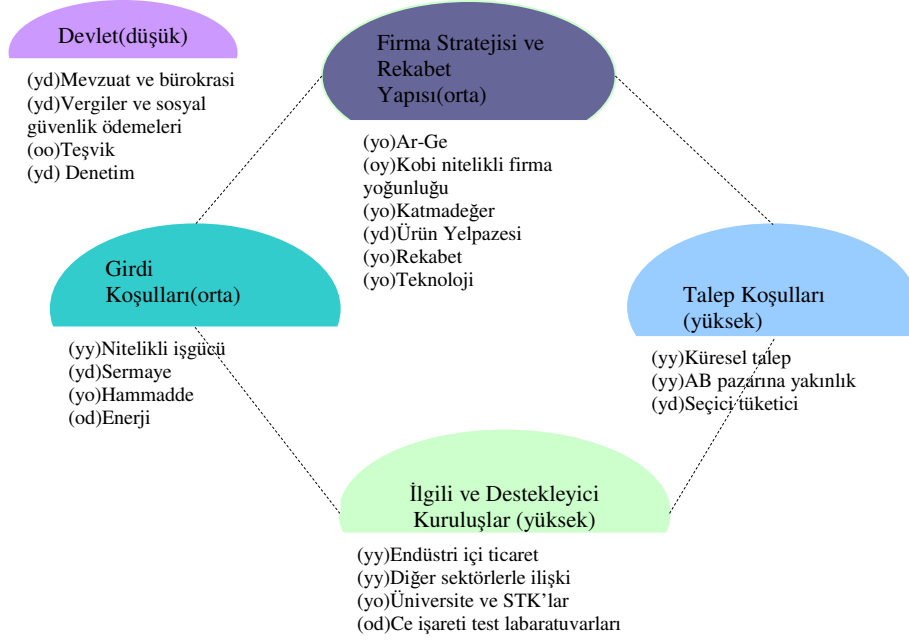 Devlet(düşük)
(yd)Mevzuat ve bürokrasi
(yd)Vergiler ve sosyal
güvenlik ödemeleri
(oo)Teşvik
(yd) Denetim
Firma Stratejisi ve
Rekabet
Yapısı(orta)
(yo)Ar-Ge
(oy)Kobi nitelikli firma
yoğunluğu
(yo)Katmadeğer
(yd)Ürün Yelpazesi
(yo)Rekabet
(yo)Teknoloji
Girdi
Koşulları(orta)
(yy)Nitelikli işgücü
(yd)Sermaye
(yo)Hammadde
(od)Enerji
Talep Koşulları
(yüksek)
(yy)Küresel talep
(yy)AB pazarına yakınlık
(yd)Seçici tüketici
İlgili ve Destekleyici
Kuruluşlar (yüksek)
(yy)Endüstri içi ticaret
(yy)Diğer sektörlerle ilişki
(yo)Üniversite ve STK’lar
(od)Ce işareti test labaratuvarları